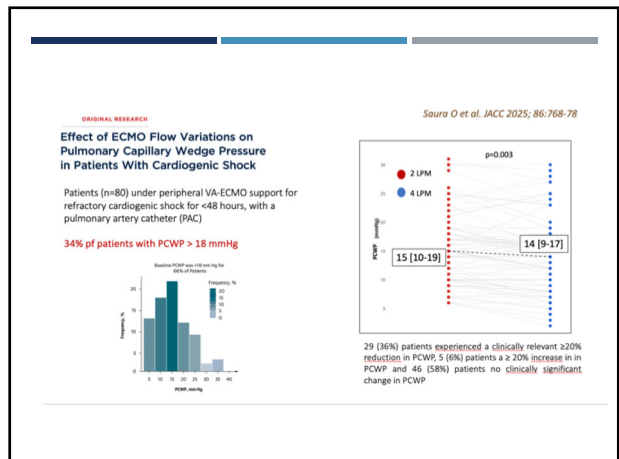 ORIGINAL RESEARCH
Effect of ECMO Flow Variations on
Pulmonary Capillary Wedge Pressure
in Patients With Cardiogenic Shock
Patients (n=80) under peripheral VA-ECMO support for
refractory cardiogenic shock for <48 hours, with a
pulmonary artery catheter (PAC)
34% pf patients with PCWP > 18 mmHg
Baseline PCWP was <18 mm Hg for
66% of Patients
Frequency, %
20
15
10
5
0
Frequency, %
20
15
10
5
0
5 10 15 20 25 30 35 40
PCWP, mm Hg
Saura O et al. JACC 2025; 86:768-78
p=0.003
2 LPM
4 LPM
PCWP (mmHg)
30
25
20
15
10
5
15 [10-19]
14 [9-17]
29 (36%) patients experienced a clinically relevant ≥20%
reduction in PCWP, 5 (6%) patients a ≥ 20% increase in in
PCWP and 46 (58%) patients no clinically significant
change in PCWP